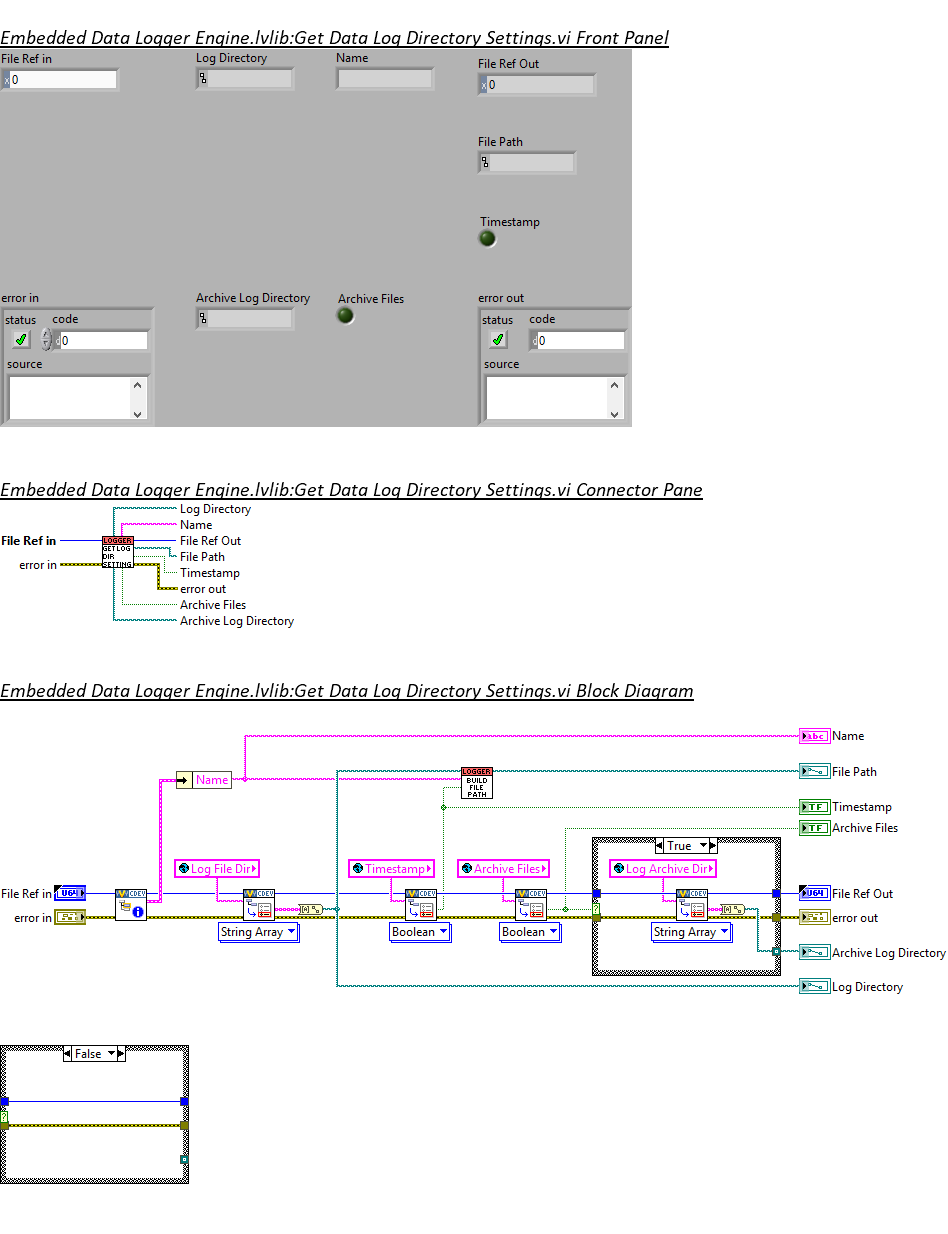 Embedded Data Logger Engine.lvlib:Get Data Log Directory Settings.vi Front Panel
File Ref in
Log Directory
Name
File Ref Out
x 0
x 0
File Path
Timestamp
error in
Archive Log Directory
Archive Files
error out
status code
status code
d 0
d 0
source
source
Embedded Data Logger Engine.lvlib:Get Data Log Directory Settings.vi Connector Pane
Log Directory
Name
File Ref in
LOGGER
GET LOG
DIR
SETTING
File Ref Out
File Path
error in
Timestamp
error out
Archive Files
Archive Log Directory
Embedded Data Logger Engine.lvlib:Get Data Log Directory Settings.vi Block Diagram
abc Name
Name
LOGGER
BUILD
FILE
PATH
File Path
TF Timestamp
TF Archive Files
True
Log File Dir
Timestamp
Archive Files
Log Archive Dir
File Ref in U64
CDEV
CDEV
CDEV
CDEV
CDEV
U64 File Ref Out
error in
?
error out
String Array
Boolean
Boolean
String Array
Archive Log Directory
Log Directory
False
?